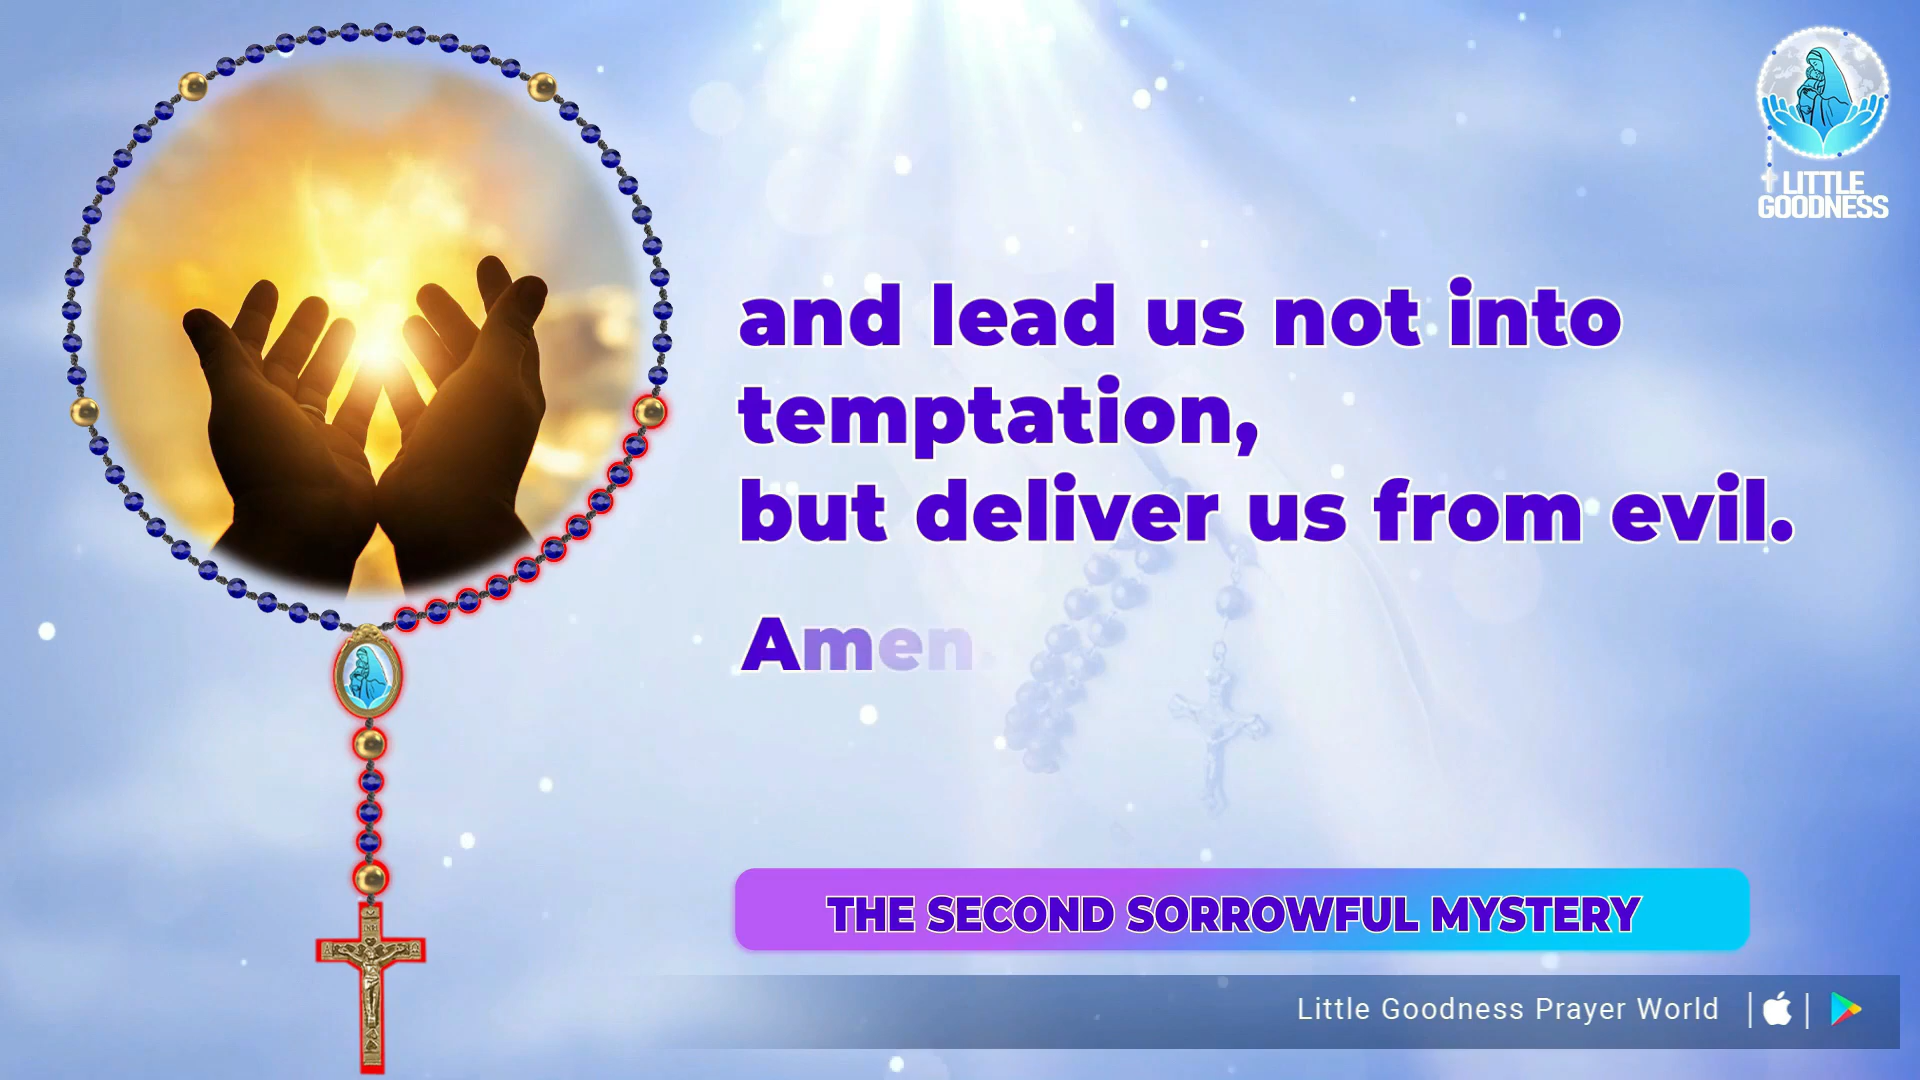 LITTLE
GOODNESS
and lead us not into
temptation,
but deliver us from evil.
Amen.
THE SECOND SORROWFUL MYSTERY
Little Goodness Prayer World
INRI